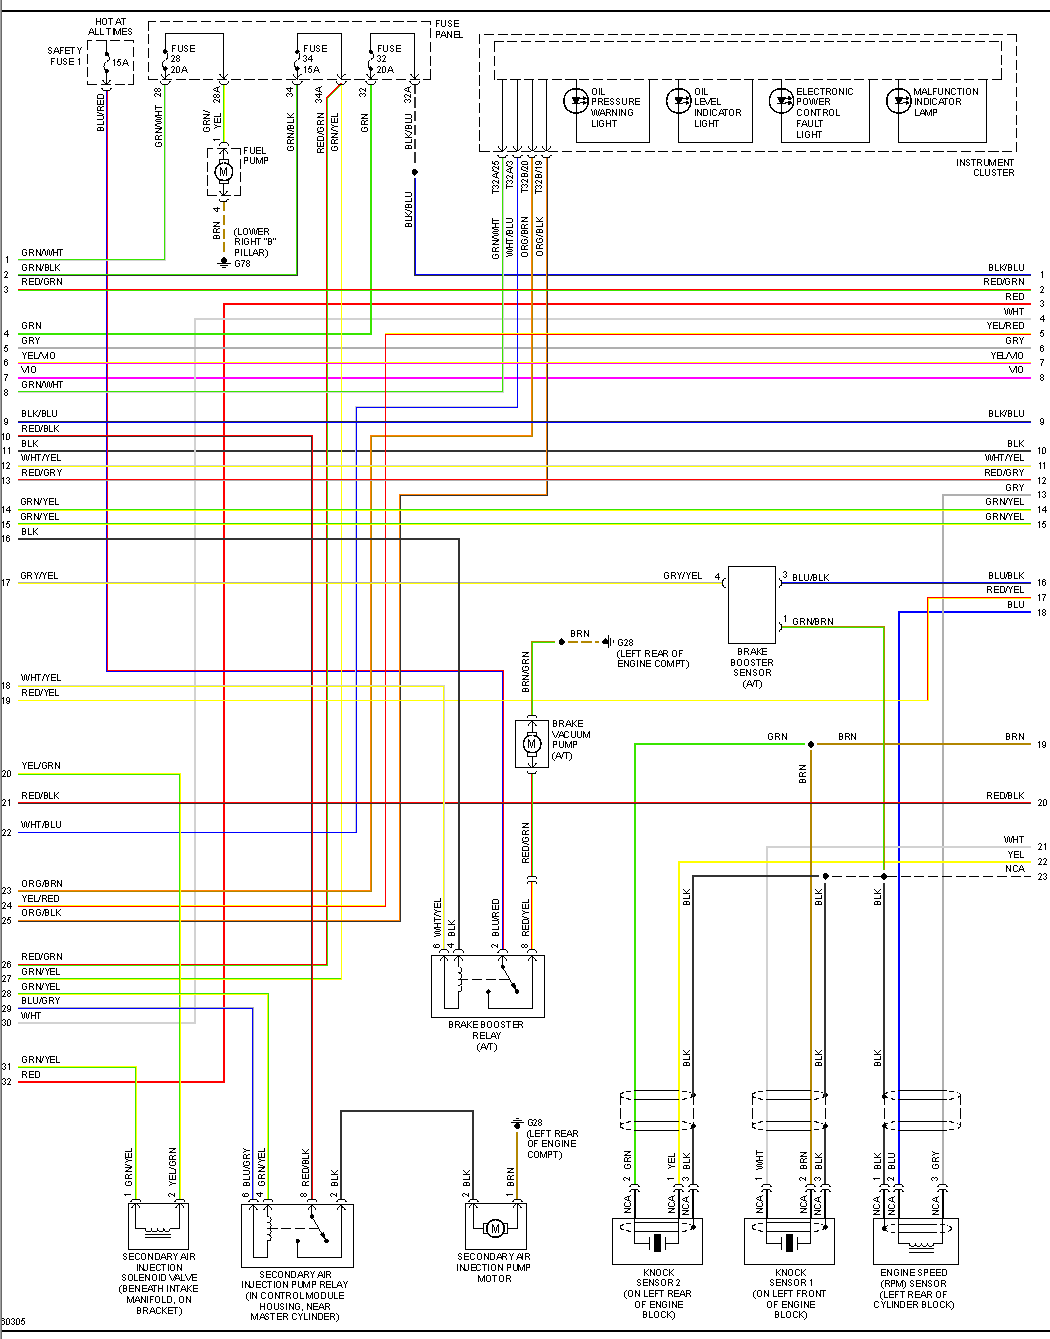 HOT AT
ALL TIMES
SAFETY
FUSE 1
15A
FUSE
28
20A
FUSE
34
15A
FUSE
32
20A
FUSE
PANEL
OIL
PRESSURE
WARNING
LIGHT
OIL
LEVEL
INDICATOR
LIGHT
ELECTRONIC
POWER
CONTROL
FAULT
LIGHT
MALFUNCTION
INDICATOR
LAMP
INSTRUMENT
CLUSTER
BLU/RED
28
GRN/WHT
28A
GRN/
YEL
34
GRN/BLK
34A
RED/GRN
GRN/YEL
32
GRN
32A
BLK/BLU
BLK/BLU
1
FUEL
PUMP
M
4
BRN
(LOWER
RIGHT "B"
PILLAR)
G78
T32A/25
T32A/3
T32B/20
T32B/19
GRN/WHT
WHT/BLU
ORG/BRN
ORG/BLK
1 GRN/WHT
2 GRN/BLK
3 RED/GRN
4 GRN
5 GRY
6 YEL/VIO
7 VIO
8 GRN/WHT
9 BLK/BLU
10 RED/BLK
11 BLK
12 WHT/YEL
13 RED/GRY
14 GRN/YEL
15 GRN/YEL
16 BLK
17 GRY/YEL
18 WHT/YEL
19 RED/YEL
20 YEL/GRN
21 RED/BLK
22 WHT/BLU
23 ORG/BRN
24 YEL/RED
25 ORG/BLK
26 RED/GRN
27 GRN/YEL
28 GRN/YEL
29 BLU/GRY
30 WHT
31 GRN/YEL
32 RED
BLK/BLU 1
RED/GRN 2
RED 3
WHT 4
YEL/RED 5
GRY 6
YEL/VIO 7
VIO 8
BLK/BLU 9
BLK 10
WHT/YEL 11
RED/GRY 12
GRY 13
GRN/YEL 14
GRN/YEL 15
BLU/BLK 16
RED/YEL 17
BLU 18
BRN 19
RED/BLK 20
WHT 21
YEL 22
NCA 23
GRY/YEL 4
3 BLU/BLK
1 GRN/BRN
BRAKE
BOOSTER
SENSOR
(A/T)
BRN
G28
(LEFT REAR OF
ENGINE COMPT)
BRN/GRN
M
BRAKE
VACUUM
PUMP
(A/T)
RED/GRN
GRN
BRN
BRN
6 WHT/YEL
4 BLK
2 BLU/RED
8 RED/YEL
BRAKE BOOSTER
RELAY
(A/T)
BLK
BLK
BLK
BLK
BLK
BLK
G28
(LEFT REAR
OF ENGINE
COMPT)
1 GRN/YEL
2 YEL/GRN
6 BLU/GRY
4 GRN/YEL
8 RED/BLK
2 BLK
2 BLK
1 BRN
2 GRN
1 YEL
3 BLK
1 WHT
2 BRN
3 BLK
1 BLK
2 BLU
3 GRY
NCA
NCA
NCA
NCA
NCA
NCA
NCA
NCA
M
SECONDARY AIR
INJECTION
SOLENOID VALVE
(BENEATH INTAKE
MANIFOLD, ON
BRACKET)
SECONDARY AIR
INJECTION PUMP RELAY
(IN CONTROL MODULE
HOUSING, NEAR
MASTER CYLINDER)
SECONDARY AIR
INJECTION PUMP
MOTOR
KNOCK
SENSOR 2
(ON LEFT REAR
OF ENGINE
BLOCK)
KNOCK
SENSOR 1
(ON LEFT FRONT
OF ENGINE
BLOCK)
ENGINE SPEED
(RPM) SENSOR
(LEFT REAR OF
CYLINDER BLOCK)